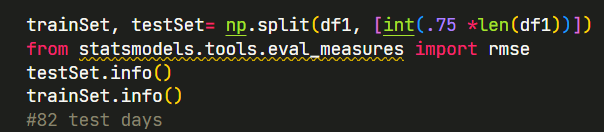 trainSet, testSet= np.split(df1, [int(.75 *len(df1))])
from statsmodels.tools.eval_measures import rmse
testSet.info()
trainSet.info()
#82 test days